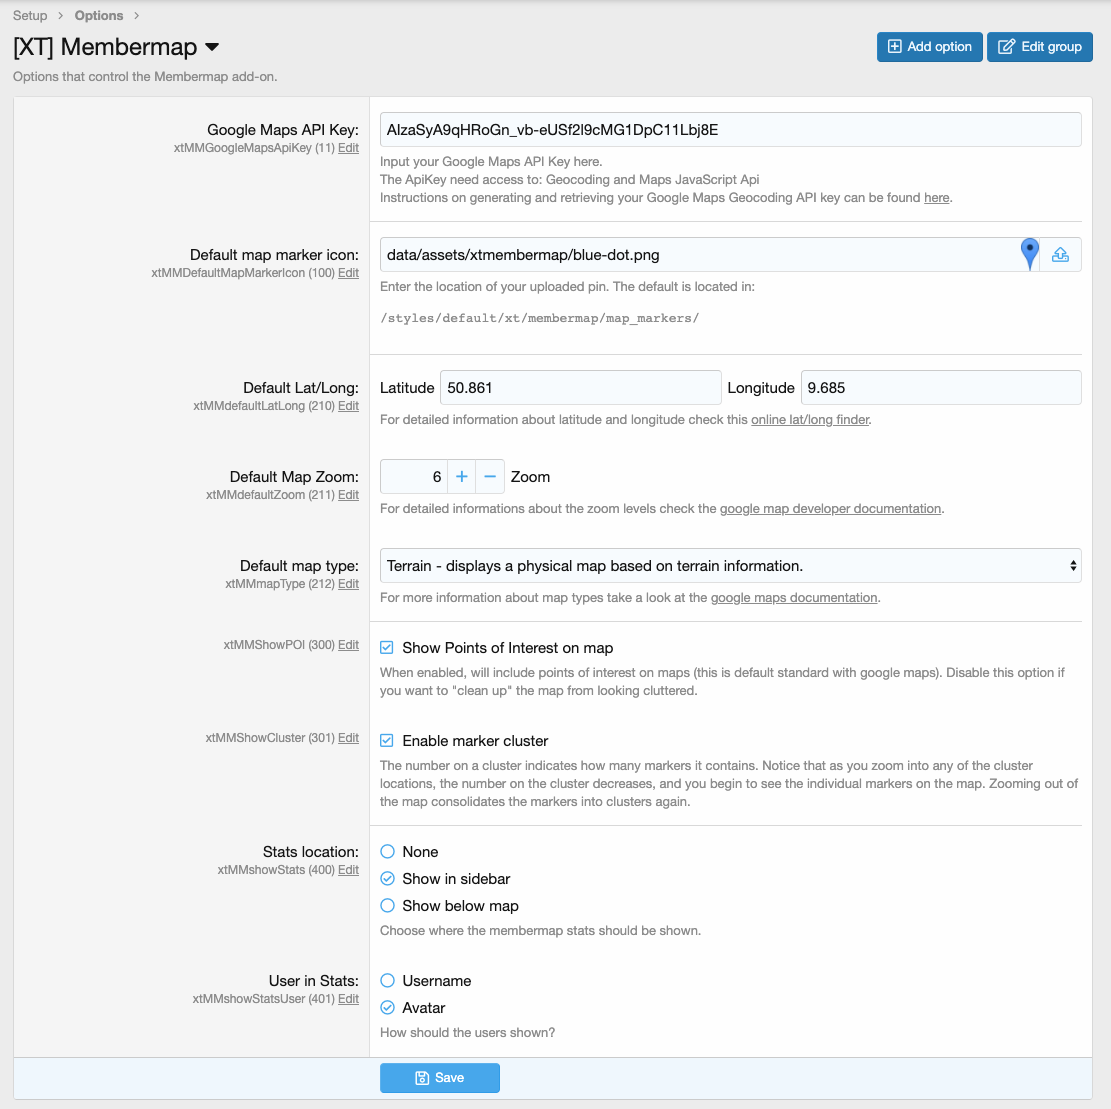 Setup > Options >
[XT] Membermap
Add option
Edit group
Options that control the Membermap add-on.
Google Maps API Key:
xtMMGoogleMapsApiKey (11) Edit
AIzaSyA9qHRoGn_vb-eUSf2l9cMG1DpC11Lbj8E
Input your Google Maps API Key here.
The ApiKey need access to: Geocoding and Maps JavaScript Api
Instructions on generating and retrieving your Google Maps Geocoding API key can be found here.
Default map marker icon:
xtMMDefaultMapMarkerIcon (100) Edit
data/assets/xtmembermap/blue-dot.png
Enter the location of your uploaded pin. The default is located in:
/styles/default/xt/membermap/map_markers/
Default Lat/Long:
xtMMdefaultLatLong (210) Edit
Latitude 50.861 Longitude 9.685
For detailed information about latitude and longitude check this online lat/long finder.
Default Map Zoom:
xtMMdefaultZoom (211) Edit
6 + − Zoom
For detailed informations about the zoom levels check the google map developer documentation.
Default map type:
xtMMmapType (212) Edit
Terrain - displays a physical map based on terrain information.
For more information about map types take a look at the google maps documentation.
xtMMShowPOI (300) Edit
Show Points of Interest on map
When enabled, will include points of interest on maps (this is default standard with google maps). Disable this option if
you want to "clean up" the map from looking cluttered.
xtMMShowCluster (301) Edit
Enable marker cluster
The number on a cluster indicates how many markers it contains. Notice that as you zoom into any of the cluster
locations, the number on the cluster decreases, and you begin to see the individual markers on the map. Zooming out of
the map consolidates the markers into clusters again.
Stats location:
xtMMshowStats (400) Edit
None
Show in sidebar
Show below map
Choose where the membermap stats should be shown.
User in Stats:
xtMMshowStatsUser (401) Edit
Username
Avatar
How should the users shown?
Save